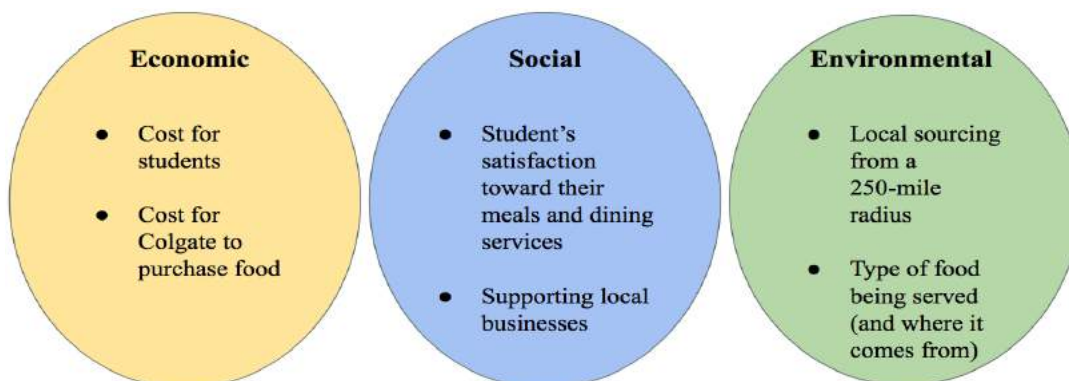 Economic
● Cost for
students
● Cost for
Colgate to
purchase food
Social
● Student's
satisfaction
toward their
meals and dining
services
● Supporting local
businesses
Environmental
● Local sourcing
from a
250-mile
radius
● Type of food
being served
(and where it
comes from)